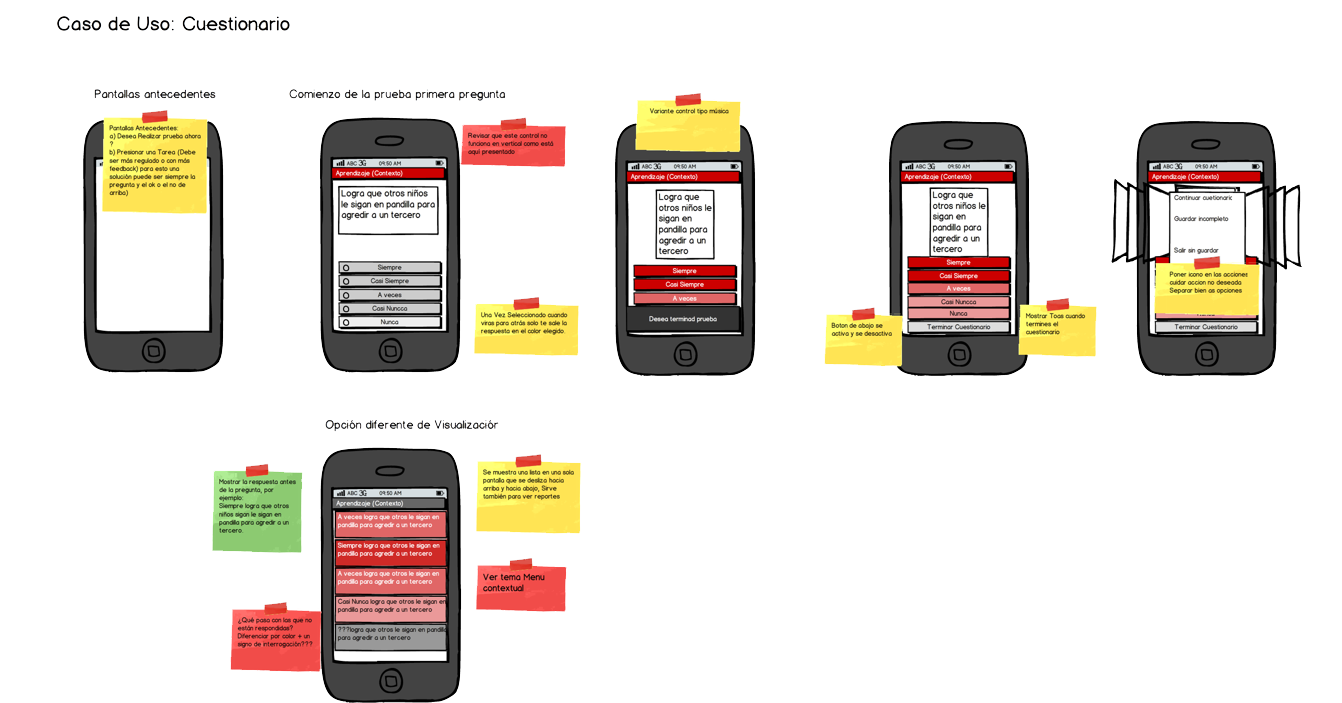 Caso de Uso: Cuestionario
Pantallas antecedentes
Pantallas Antecedentes:
a) Desea Realizar prueba ahora
?
b) Presionar una Tarea (Debe
ser más regulado o con más
feedback) para esto una
solución puede ser siempre la
pregunta y el ok o el no de
arriba)
Comienzo de la prueba primera pregunta
ABC 3G 09:50 AM
Aprendizaje (Contexto)
Logra que otros niños
le sigan en pandilla para
agredir a un tercero
Siempre
Casi Siempre
A veces
Casi Nuncca
Nunca
Revisar que este control no
funciona en vertical como está
aquí presentado
Una Vez Seleccionado cuando
viras para atrás solo te sale la
respuesta en el color elegido.
Variante control tipo música
ABC 3G 09:50 AM
Aprendizaje (Contexto)
Logra que
otros niños le
sigan en
pandilla para
agredir a un
tercero
Siempre
Casi Siempre
A veces
Desea terminad prueba
ABC 3G 09:50 AM
Aprendizaje (Contexto)
Logra que
otros niños le
sigan en
pandilla para
agredir a un
tercero
Siempre
Casi Siempre
A veces
Casi Nuncca
Nunca
Terminar Cuestionario
Boton de abajo se
activa y se desactiva
Mostrar Toas cuando
termines el
cuestionario
ABC 3G 09:50 AM
Aprendizaje (Contexto)
Continuar cuetionaric
Guardar incompleto
Salir sin guardar
Poner icono en las acciones
cuidar accion no deseada
Separar bien as opciones
Terminar Cuestionario
Opción diferente de Visualización
Mostrar la respuesta antes
de la pregunta, por
ejemplo:
Siempre logra que otros
niños sigan le sigan en
pandilla para agredir a un
tercero.
ABC 3G 09:50 AM
Aprendizaje (Contexto)
A veces logra que otros le sigan en
pandilla para agredir a un tercero
Siempre logra que otros le sigan en
pandilla para agredir a un tercero
A veces logra que otros le sigan en
pandilla para agredir a un tercero
Casi Nunca logra que otros le sigan en
pandilla para agredir a un tercero
???logra que otros le sigan en pandilla
para agredir a un tercero
Se muestra una lista en una sola
pantalla que se desliza hacia
arriba y hacia abajo, Sirve
también para ver reportes
Ver tema Menu
contextual
¿Qué pasa con las que no
están respondidas?
Diferenciar por color + un
signo de interrogación???